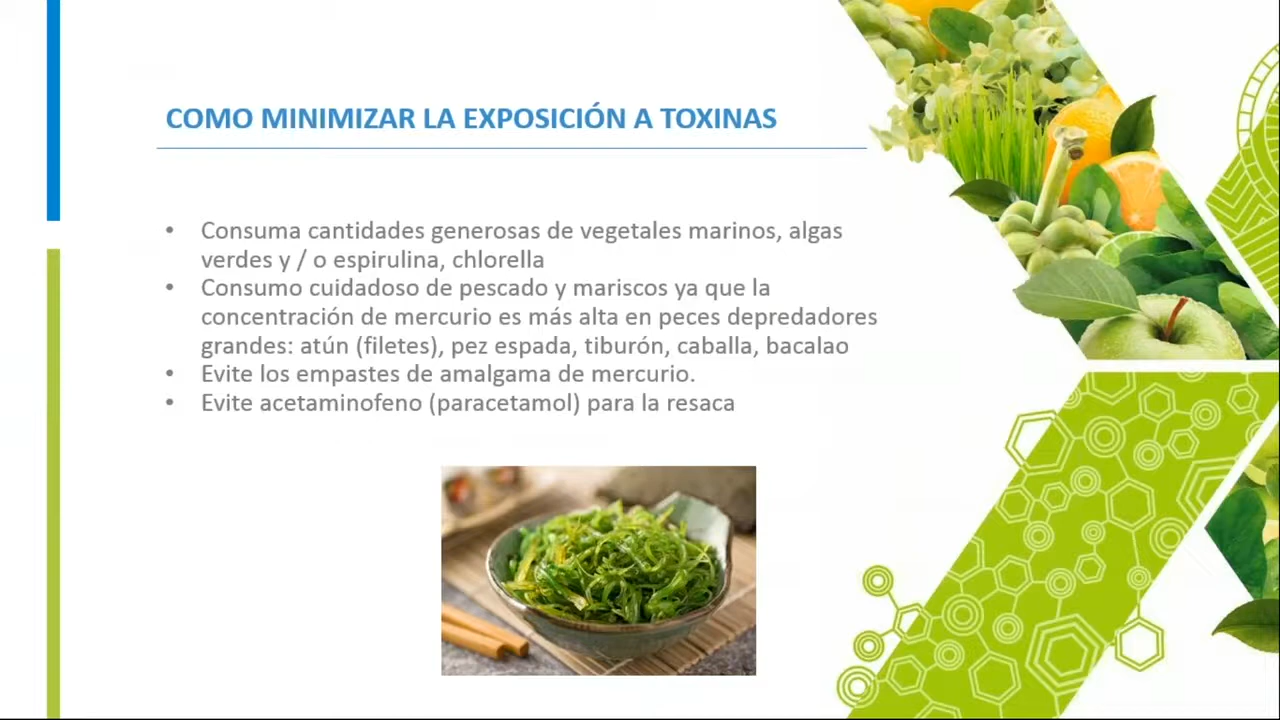 COMO MINIMIZAR LA EXPOSICIÓN A TOXINAS
• Consuma cantidades generosas de vegetales marinos, algas
verdes y / o espirulina, chlorella
• Consumo cuidadoso de pescado y mariscos ya que la
concentración de mercurio es más alta en peces depredadores
grandes: atún (filetes), pez espada, tiburón, caballa, bacalao
• Evite los empastes de amalgama de mercurio.
• Evite acetaminofeno (paracetamol) para la resaca